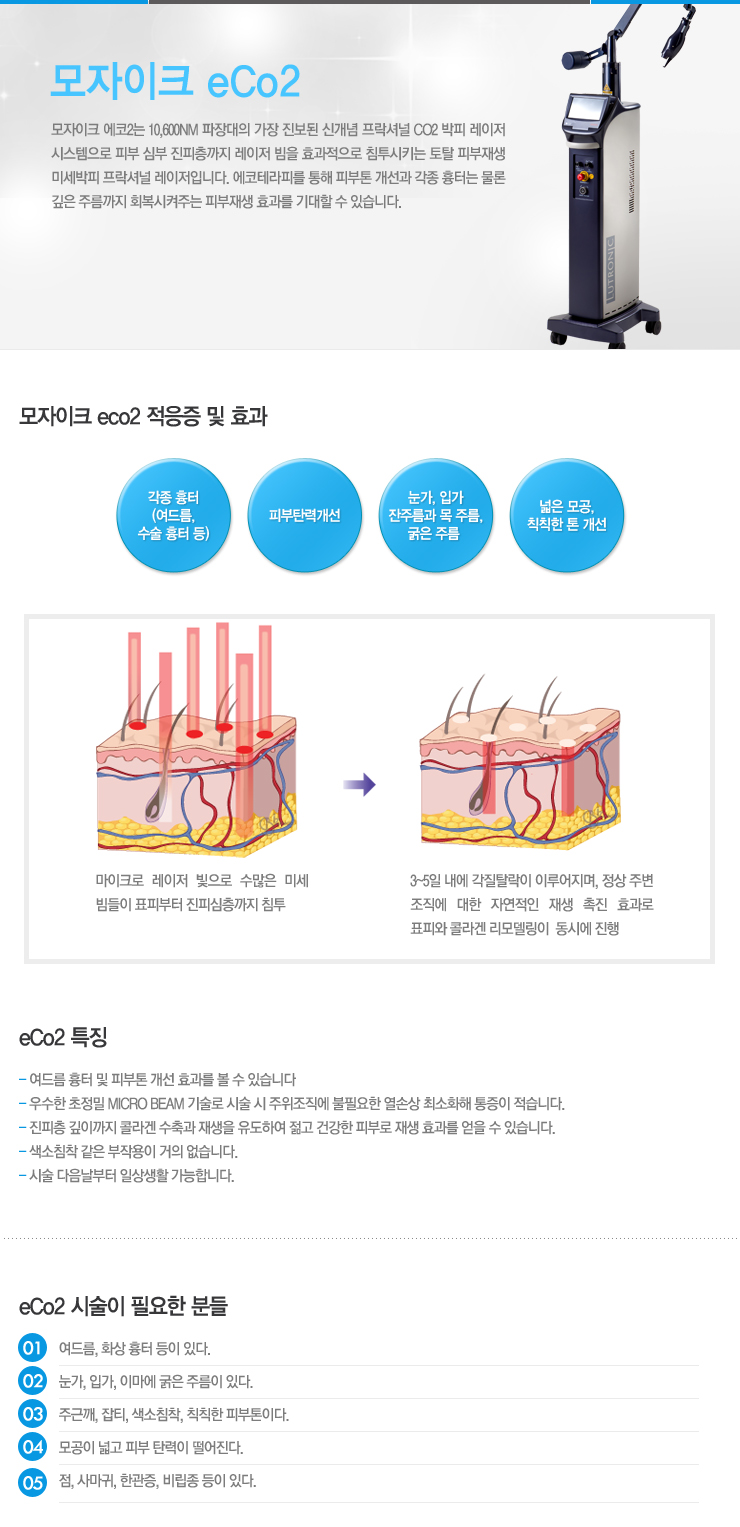 모자이크 eCo2
모자이크 에코2는 10,600NM 파장대의 가장 진보된 신개념 프락셔널 CO2 박피 레이저
시스템으로 피부 심부 진피층까지 레이저 빔을 효과적으로 침투시키는 토탈 피부재생
미세박피 프락셔널 레이저입니다. 에코테라피를 통해 피부톤 개선과 각종 흉터는 물론
깊은 주름까지 회복시켜주는 피부재생 효과를 기대할 수 있습니다.
LUTRONIC
모자이크 eco2 적응증 및 효과
각종 흉터
(여드름,
수술 흉터 등)
피부탄력개선
눈가, 입가
잔주름과 목 주름,
굵은 주름
넓은 모공,
칙칙한 톤 개선
마이크로 레이저 빛으로 수많은 미세
빔들이 표피부터 진피심층까지 침투
3~5일 내에 각질탈락이 이루어지며, 정상 주변
조직에 대한 자연적인 재생 촉진 효과로
표피와 콜라겐 리모델링이 동시에 진행
eCo2 특징
- 여드름 흉터 및 피부톤 개선 효과를 볼 수 있습니다
- 우수한 초정밀 MICRO BEAM 기술로 시술 시 주위조직에 불필요한 열손상 최소화해 통증이 적습니다.
- 진피층 깊이까지 콜라겐 수축과 재생을 유도하여 젊고 건강한 피부로 재생 효과를 얻을 수 있습니다.
- 색소침착 같은 부작용이 거의 없습니다.
- 시술 다음날부터 일상생활 가능합니다.
eCo2 시술이 필요한 분들
01 여드름, 화상 흉터 등이 있다.
02 눈가, 입가, 이마에 굵은 주름이 있다.
03 주근깨, 잡티, 색소침착, 칙칙한 피부톤이다.
04 모공이 넓고 피부 탄력이 떨어진다.
05 점, 사마귀, 한관증, 비립종 등이 있다.